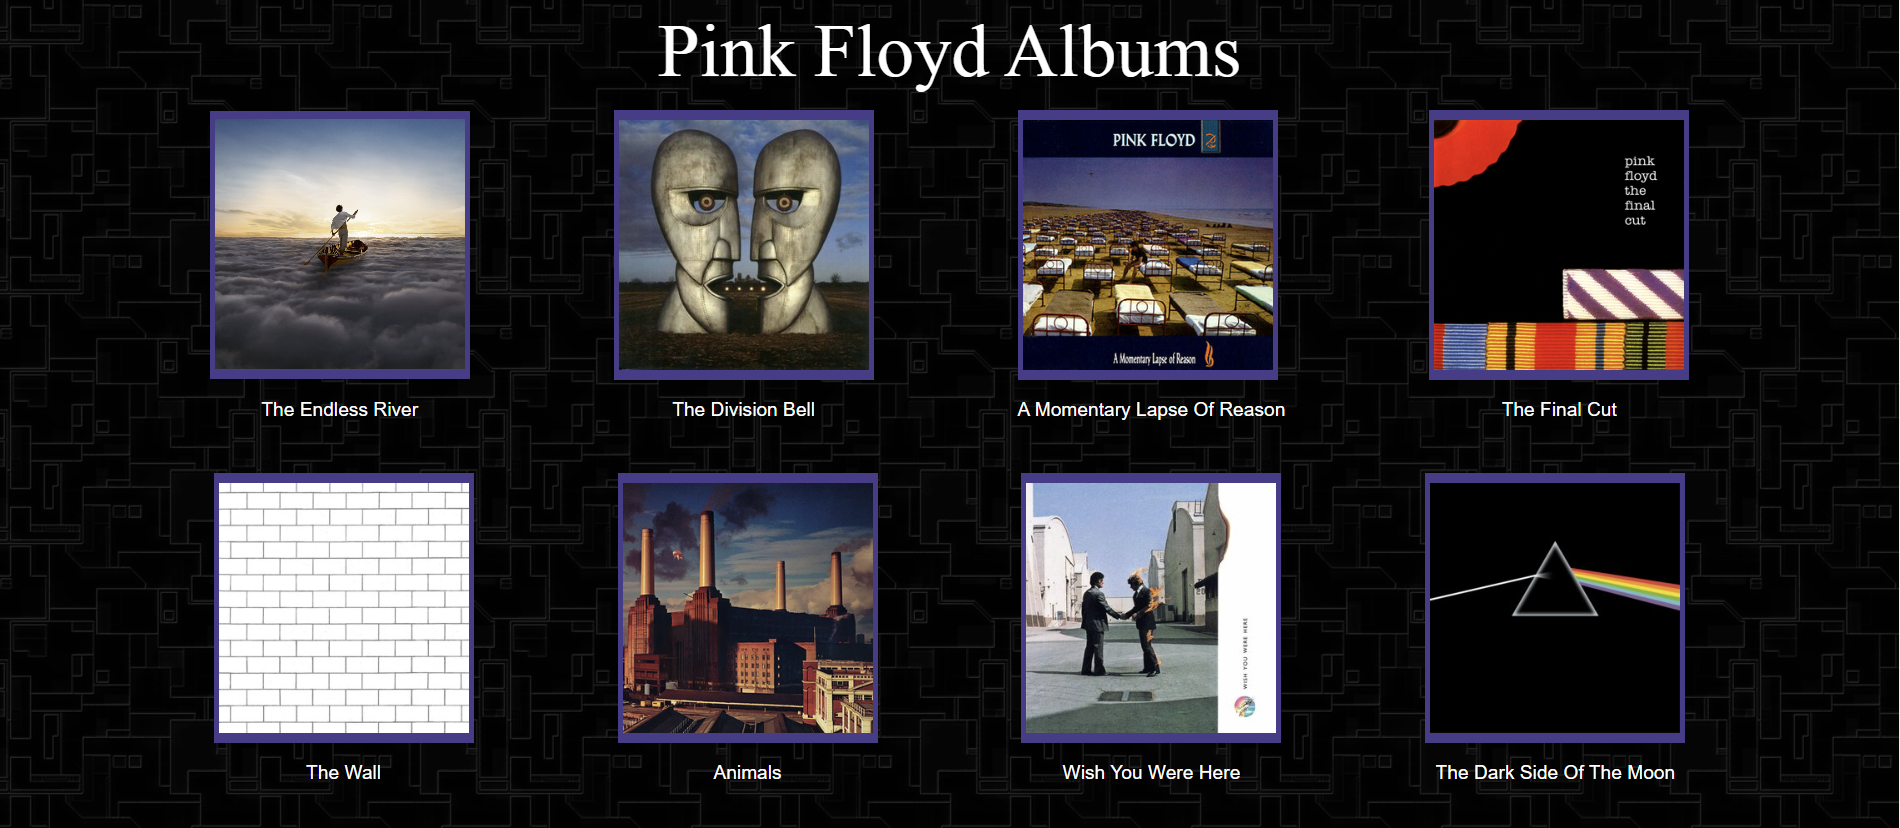 Pink Floyd Albums
PINK FLOYD
A Momentary Lapse of Reason
pink
floyd
the
final
cut
The Endless River
The Division Bell
A Momentary Lapse Of Reason
The Final Cut
WISH YOU WERE HERE
The Wall
Animals
Wish You Were Here
The Dark Side Of The Moon